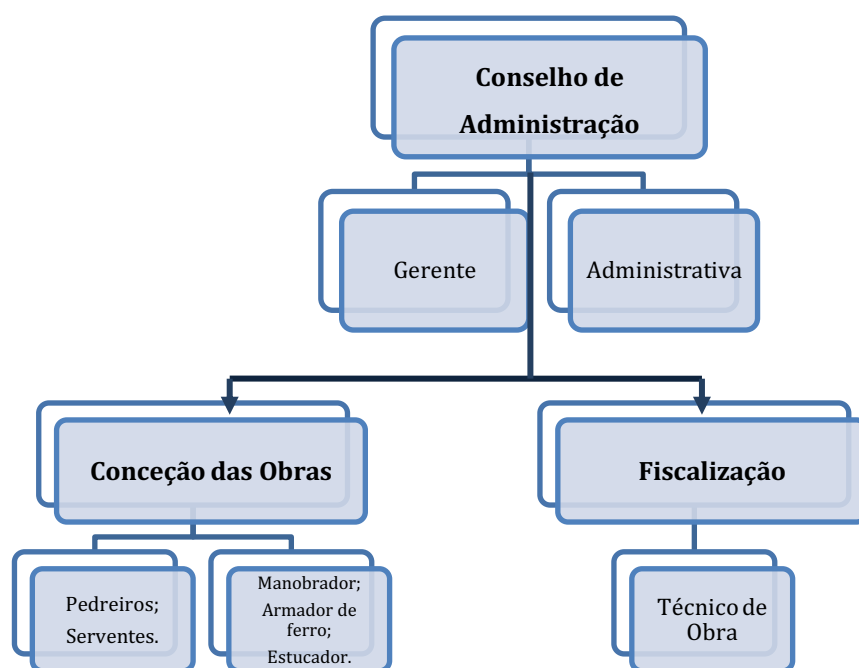 Conselho de
Administração
Gerente
Administrativa
Conceção das Obras
Fiscalização
Pedreiros;
Serventes.
Manobrador;
Armador de
ferro;
Estucador.
Técnico de
Obra